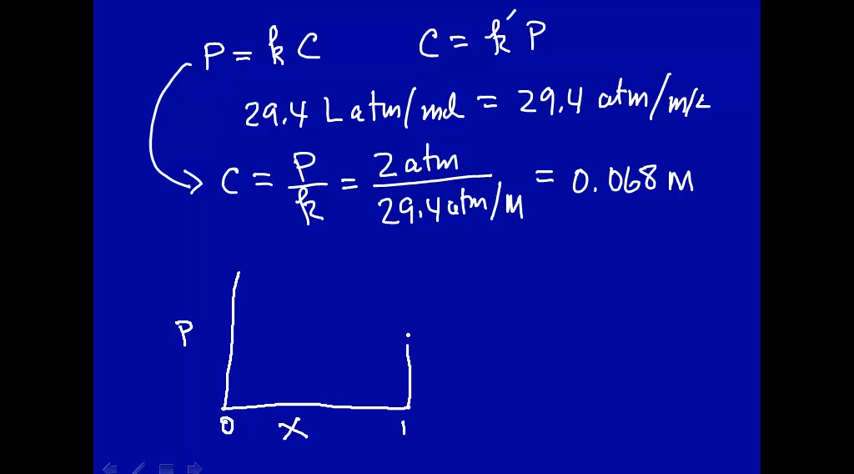 P = k C    C = k′ P
29.4 L atm/mol = 29.4 atm/m/L
C = P/k = 2 atm/29.4 atm/M = 0.068 M
P
0 X 1